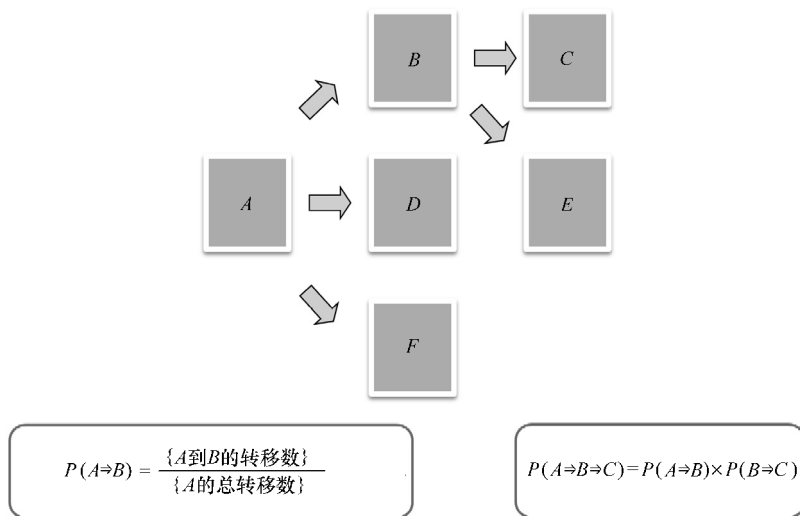 B
C
A
D
E
F
P(A⇒B) = {A到B的转移数} / {A的总转移数}
P(A⇒B⇒C)=P(A⇒B)×P(B⇒C)